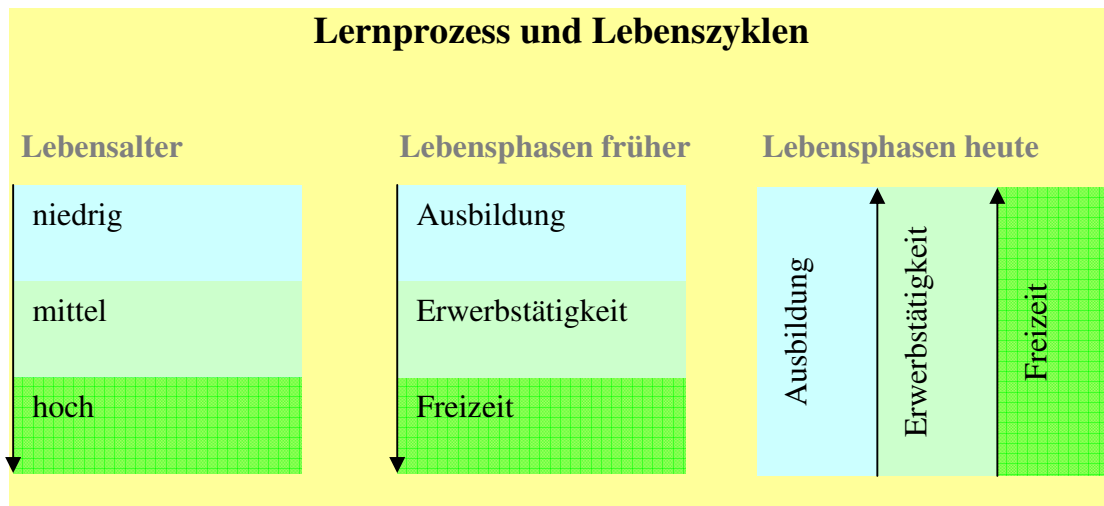 Lernprozess und Lebenszyklen
Lebensalter
niedrig
mittel
hoch
Lebensphasen früher
Ausbildung
Erwerbstätigkeit
Freizeit
Lebensphasen heute
Ausbildung
Erwerbstätigkeit
Freizeit